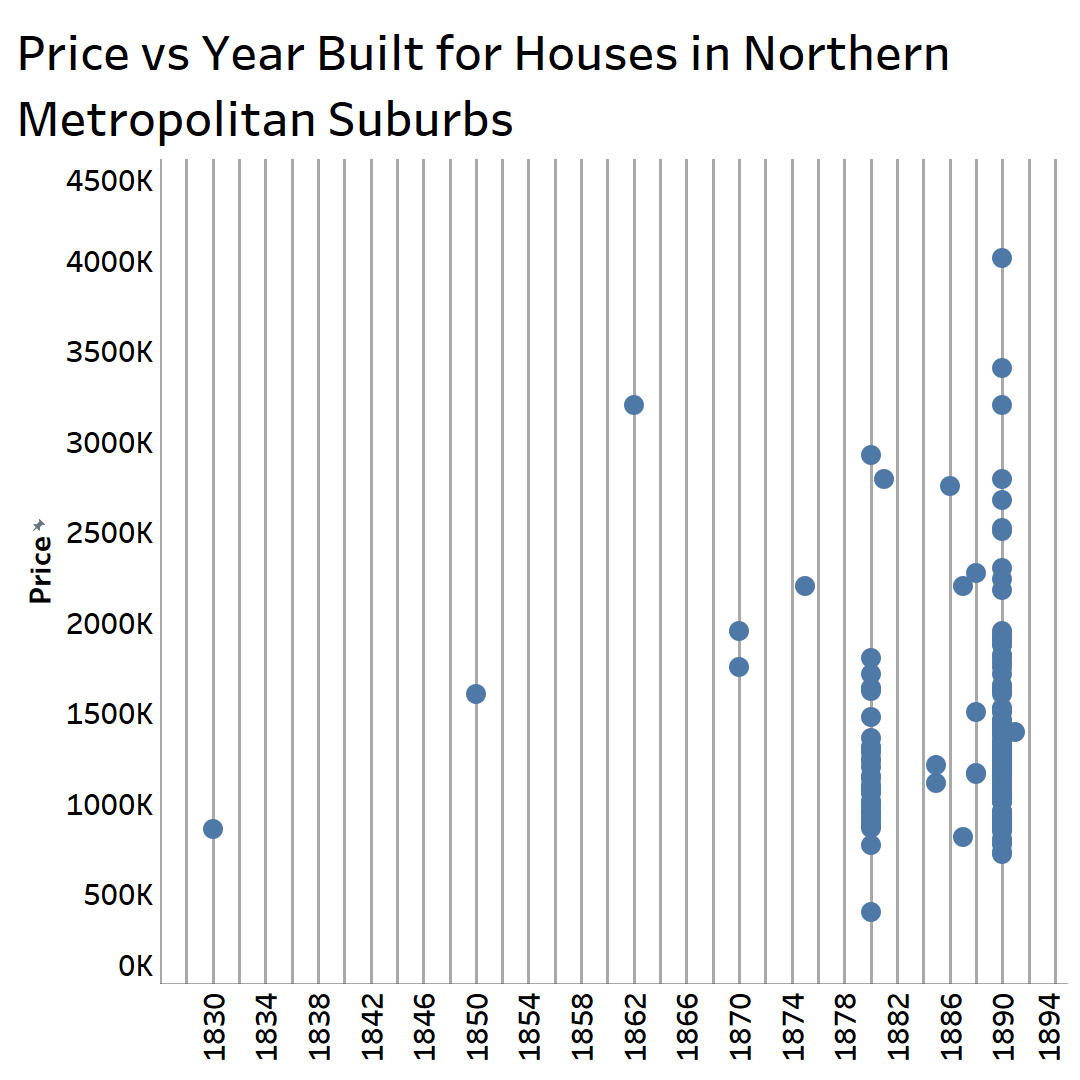 Price vs Year Built for Houses in Northern
Metropolitan Suburbs
4500K
4000K
3500K
3000K
2500K
2000K
1500K
1000K
500K
0K
Price
1830
1834
1838
1842
1846
1850
1854
1858
1862
1866
1870
1874
1878
1882
1886
1890
1894